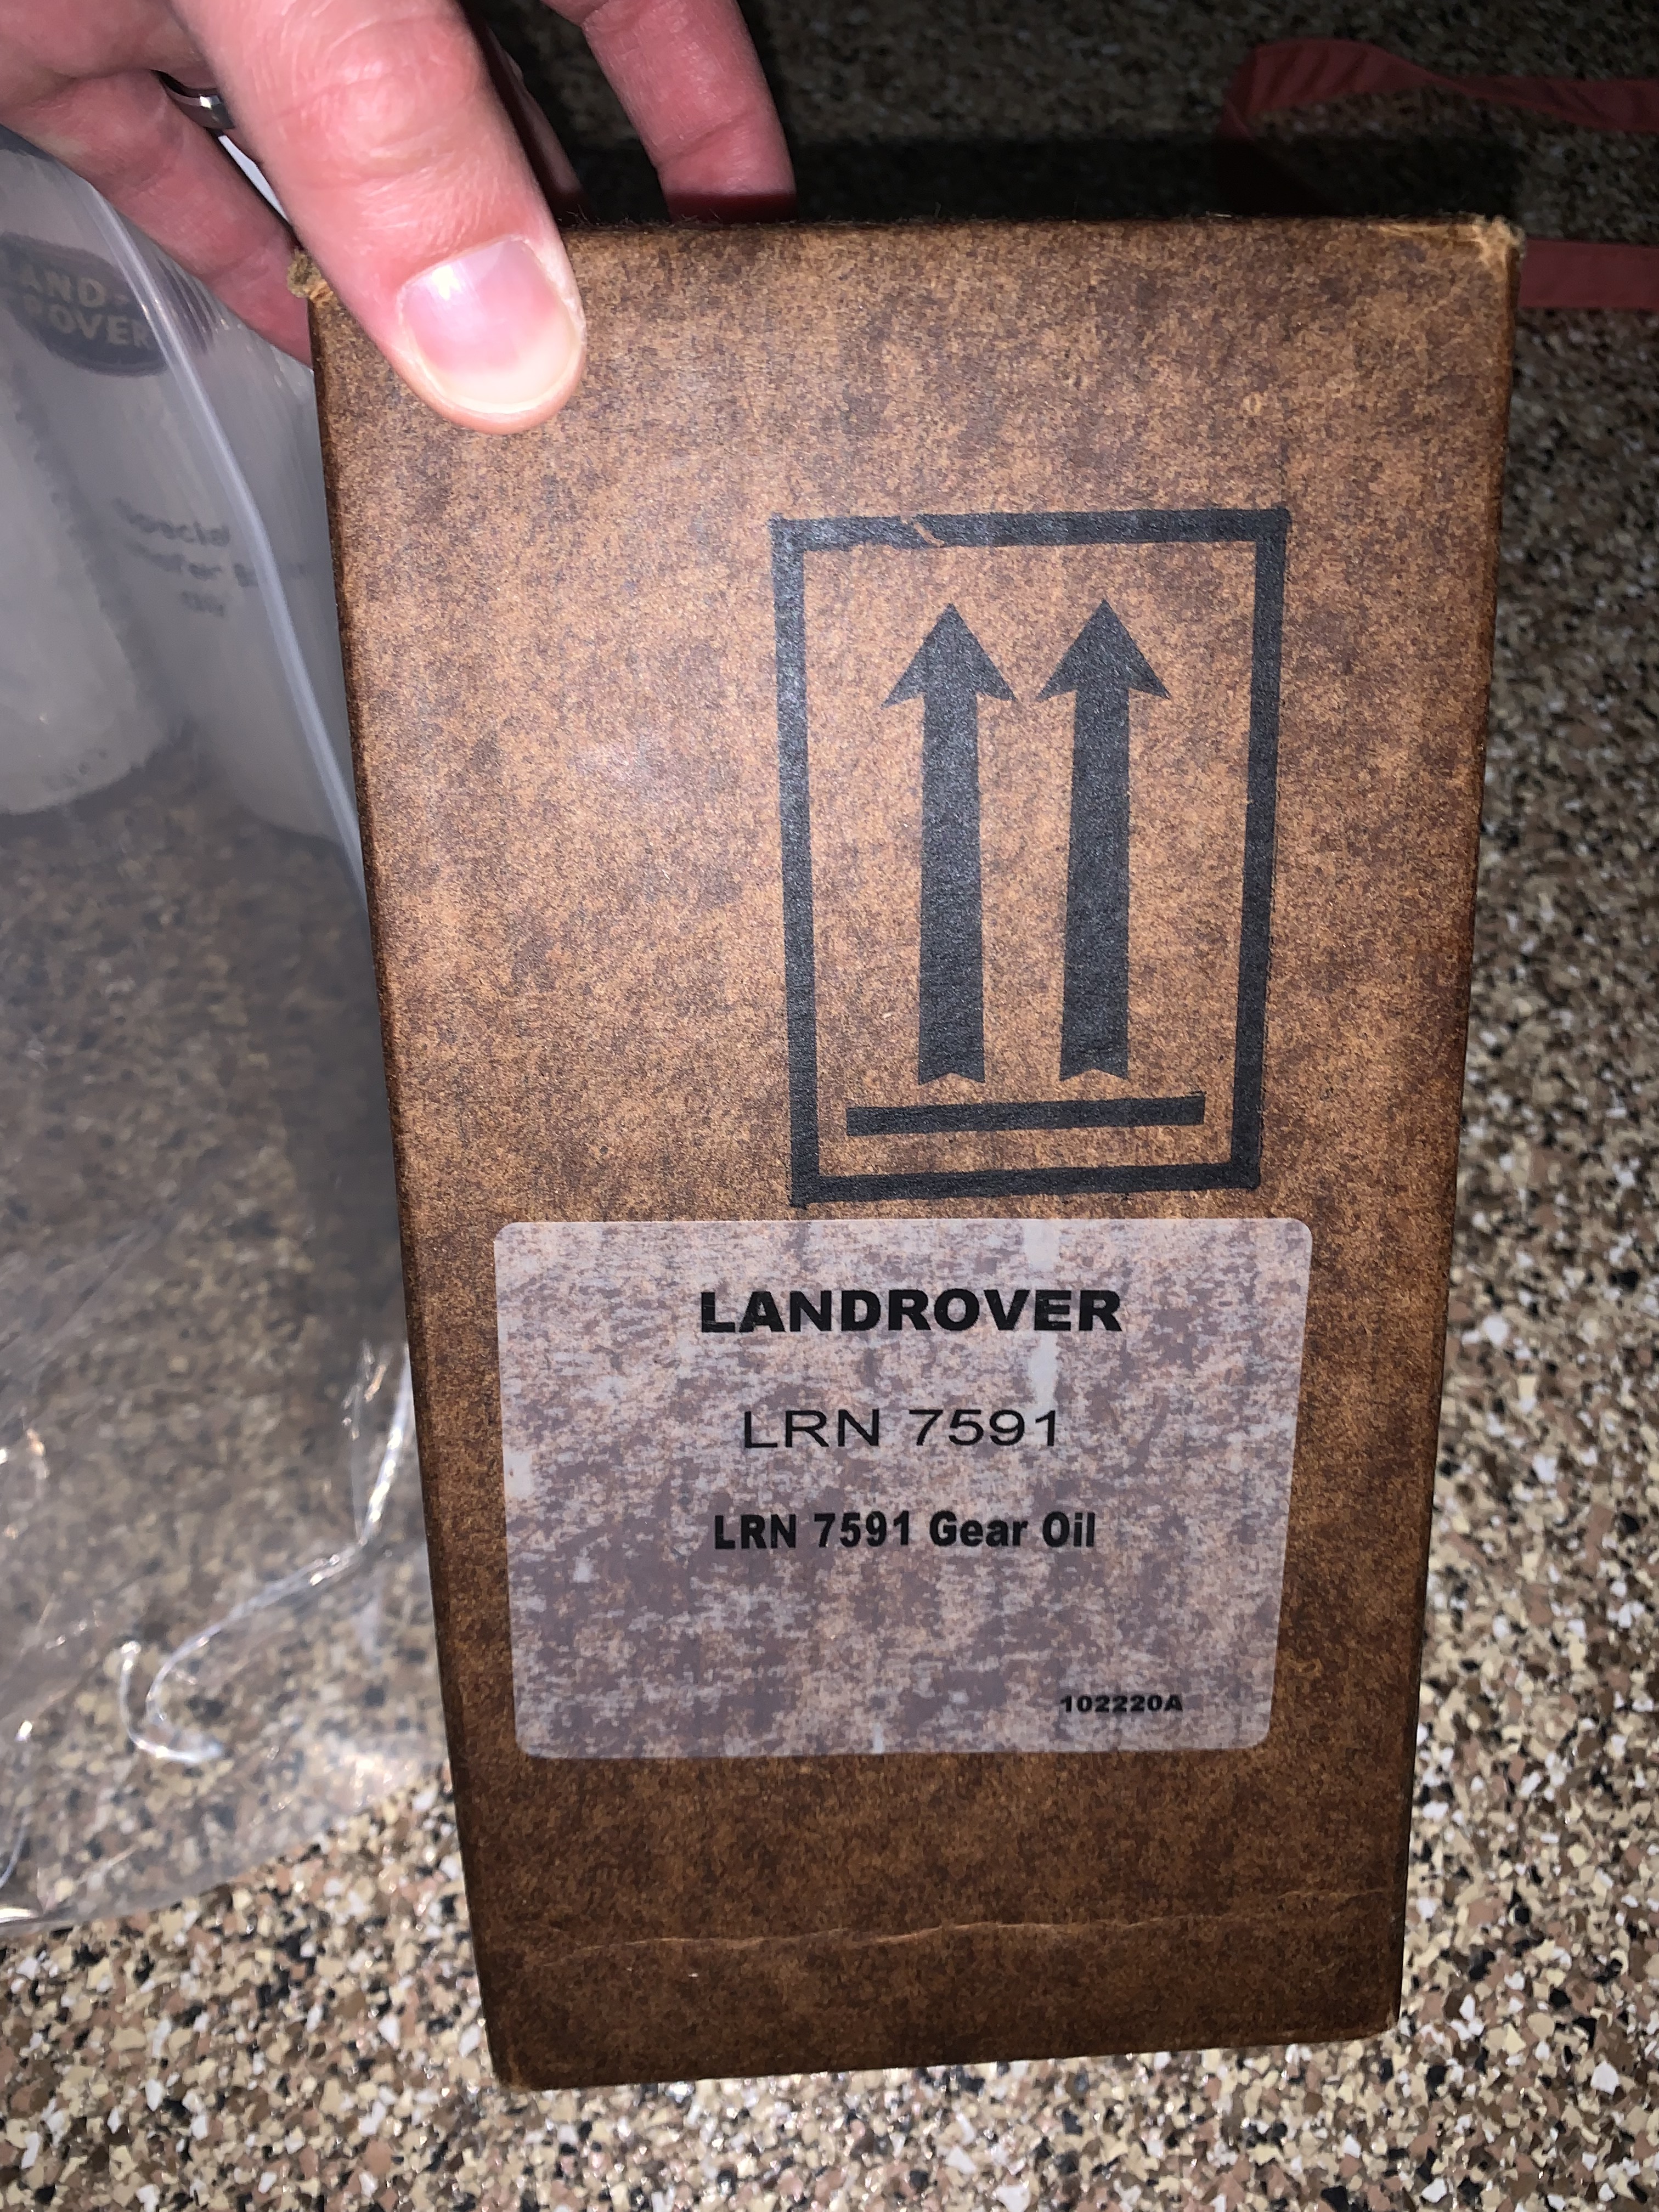 LAND-
ROVER
LANDROVER
LRN 7591
LRN 7591 Gear Oil
102220A